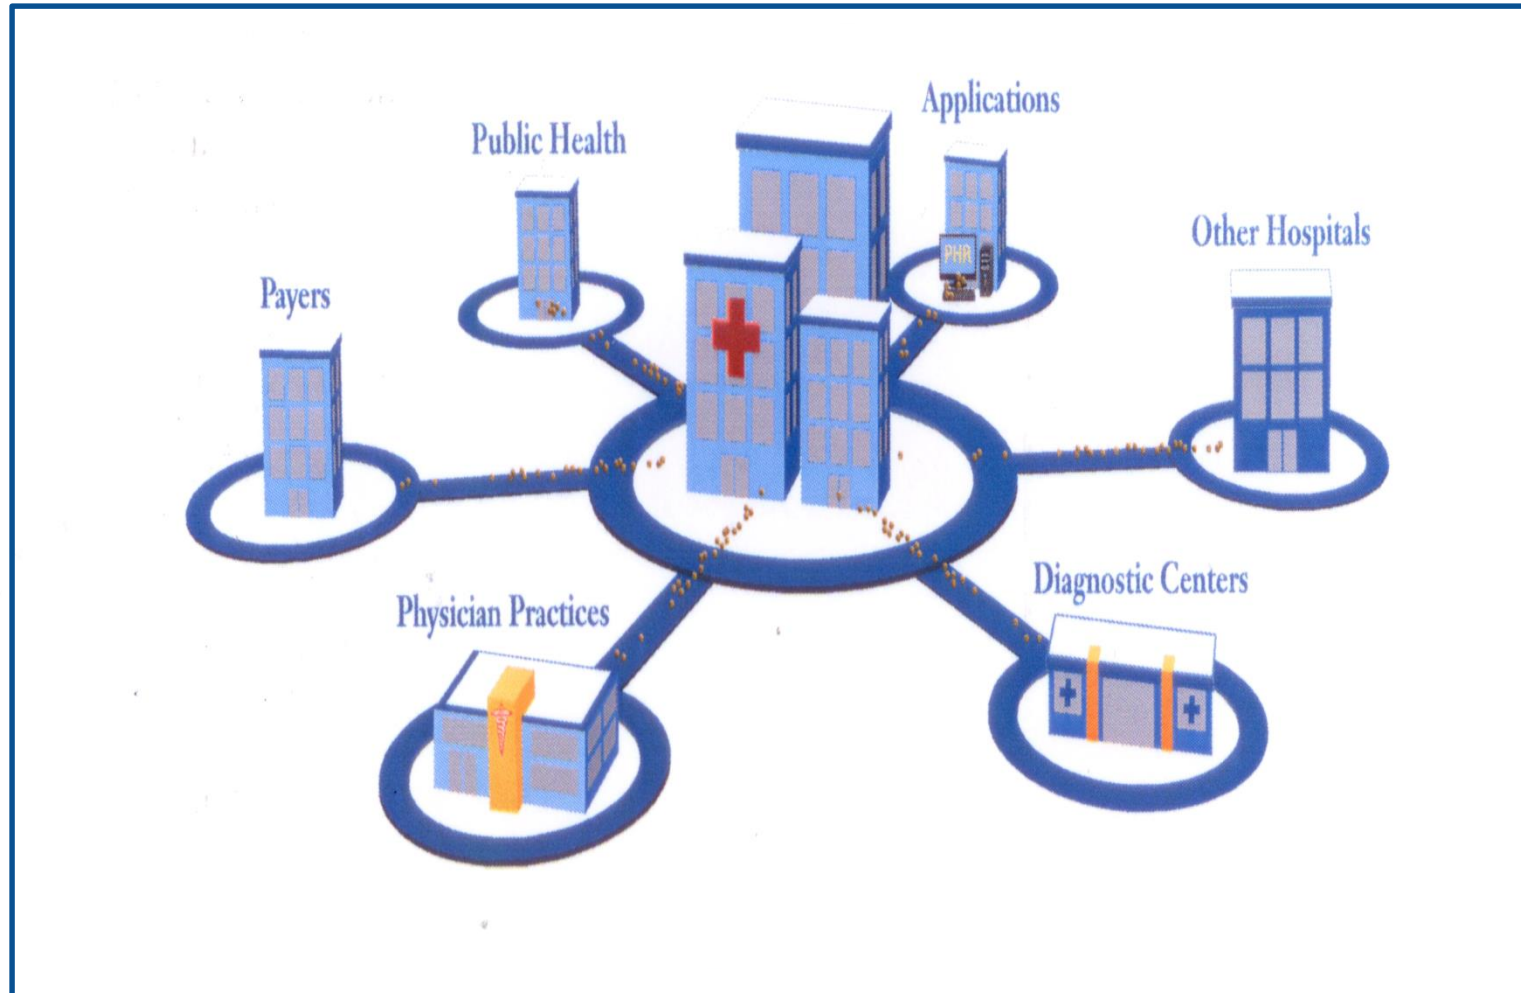 Applications
Public Health
Other Hospitals
Payers
PHR
Diagnostic Centers
Physician Practices